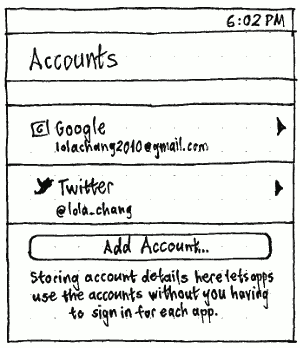 6:02 PM
Accounts
G Google
lolachang2010@gmail.com
Twitter
@lola_chang
Add Account...
Storing account details here lets apps
use the accounts without you having
to sign in for each app.